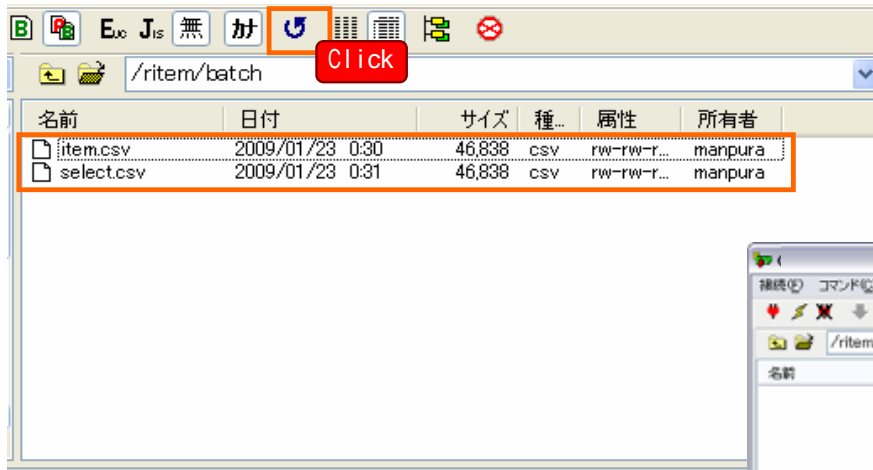 B B Euc Jis 無 カナ
Click
/ritem/batch
名前 日付 サイズ 種... 属性 所有者
item.csv 2009/01/23 0:30 46,838 csv rw-rw-r... manpura
select.csv 2009/01/23 0:31 46,838 csv rw-rw-r... manpura
接続(F) コマンド(C
/ritem
名前